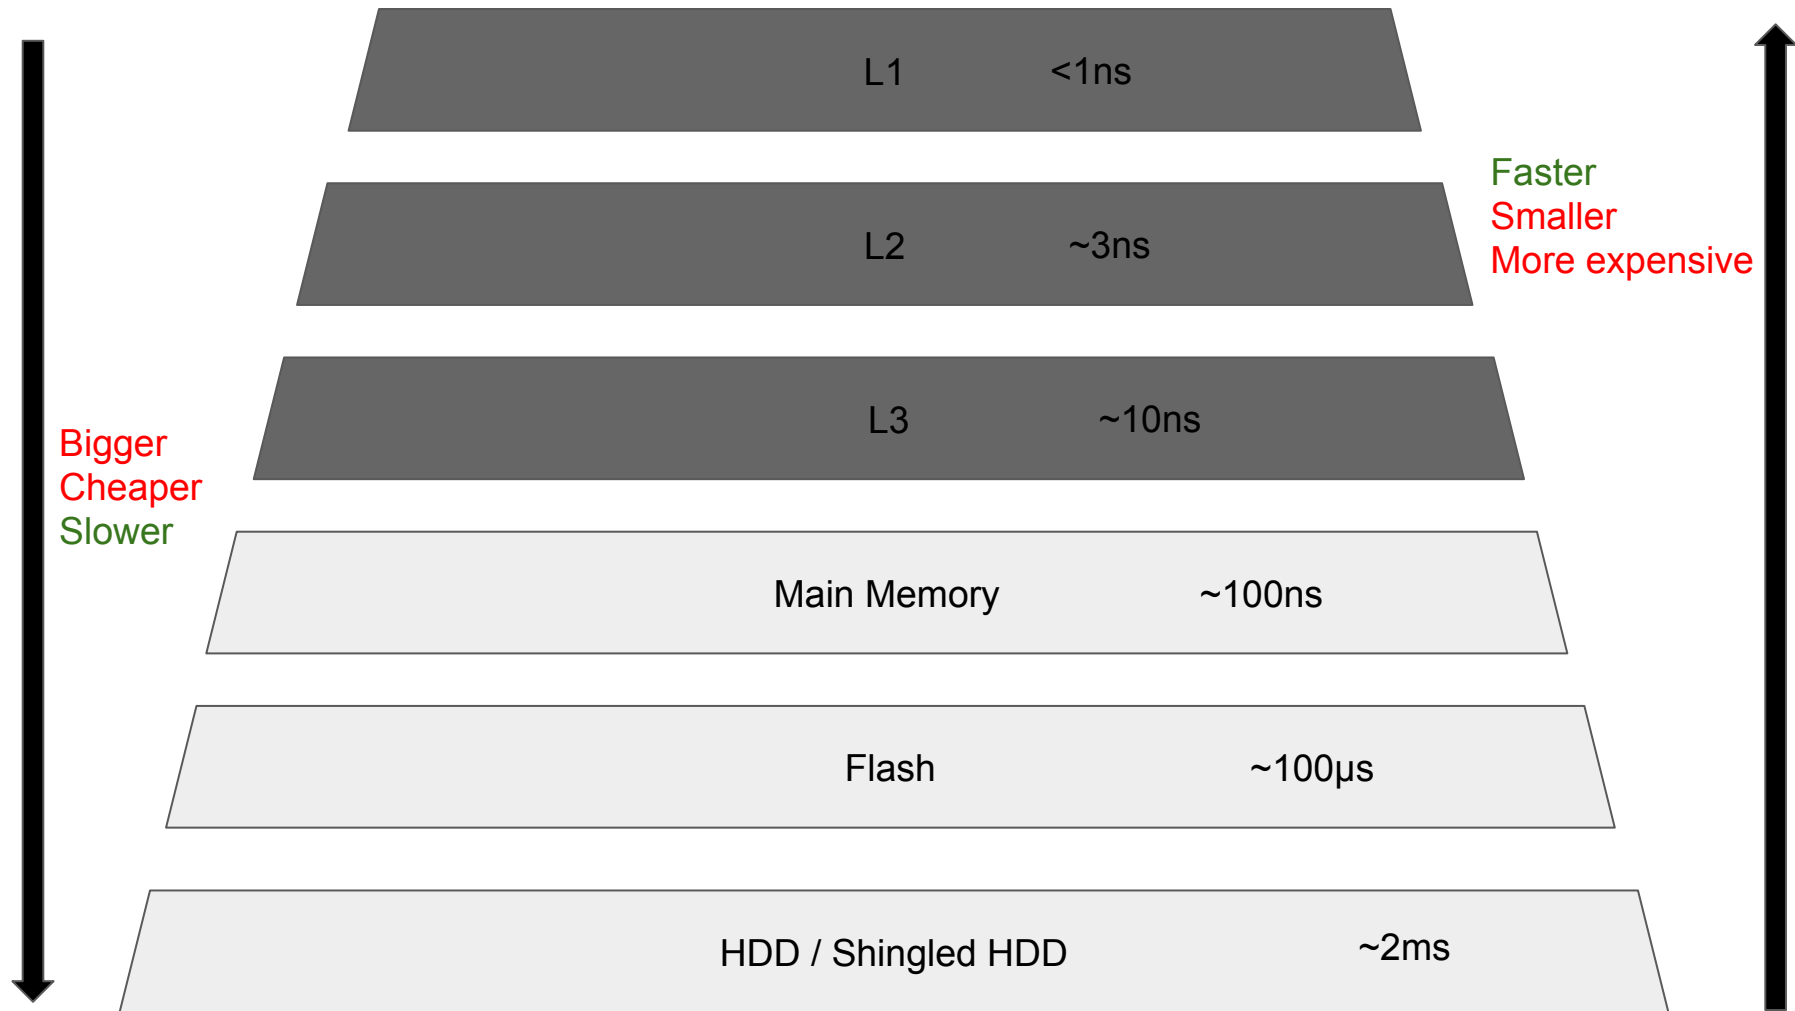 L1 <1ns
Faster
Smaller
More expensive
L2 ~3ns
L3 ~10ns
Bigger
Cheaper
Slower
Main Memory ~100ns
Flash ~100µs
HDD / Shingled HDD ~2ms